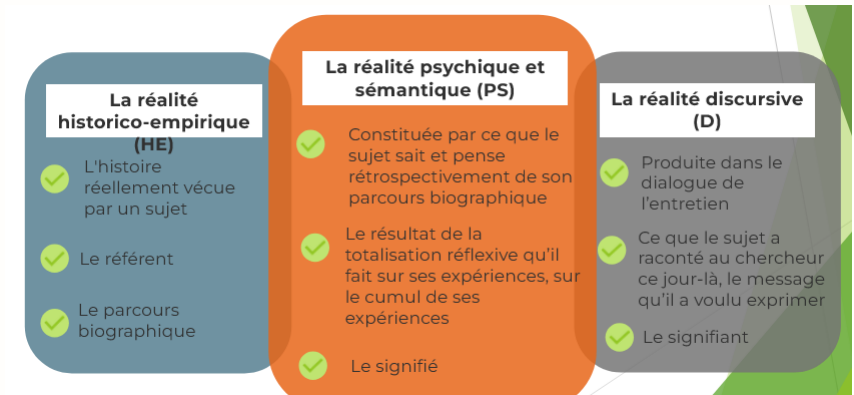 La réalité
historico-empirique
(HE)
L'histoire
réellement vécue
par un sujet
Le référent
Le parcours
biographique
La réalité psychique et
sémantique (PS)
Constituée par ce que le
sujet sait et pense
rétrospectivement de son
parcours biographique
Le résultat de la
totalisation réflexive qu’il
fait sur ses expériences, sur
le cumul de ses
expériences
Le signifié
La réalité discursive
(D)
Produite dans le
dialogue de
l’entretien
Ce que le sujet a
raconté au chercheur
ce jour-là, le message
qu’il a voulu exprimer
Le signifiant